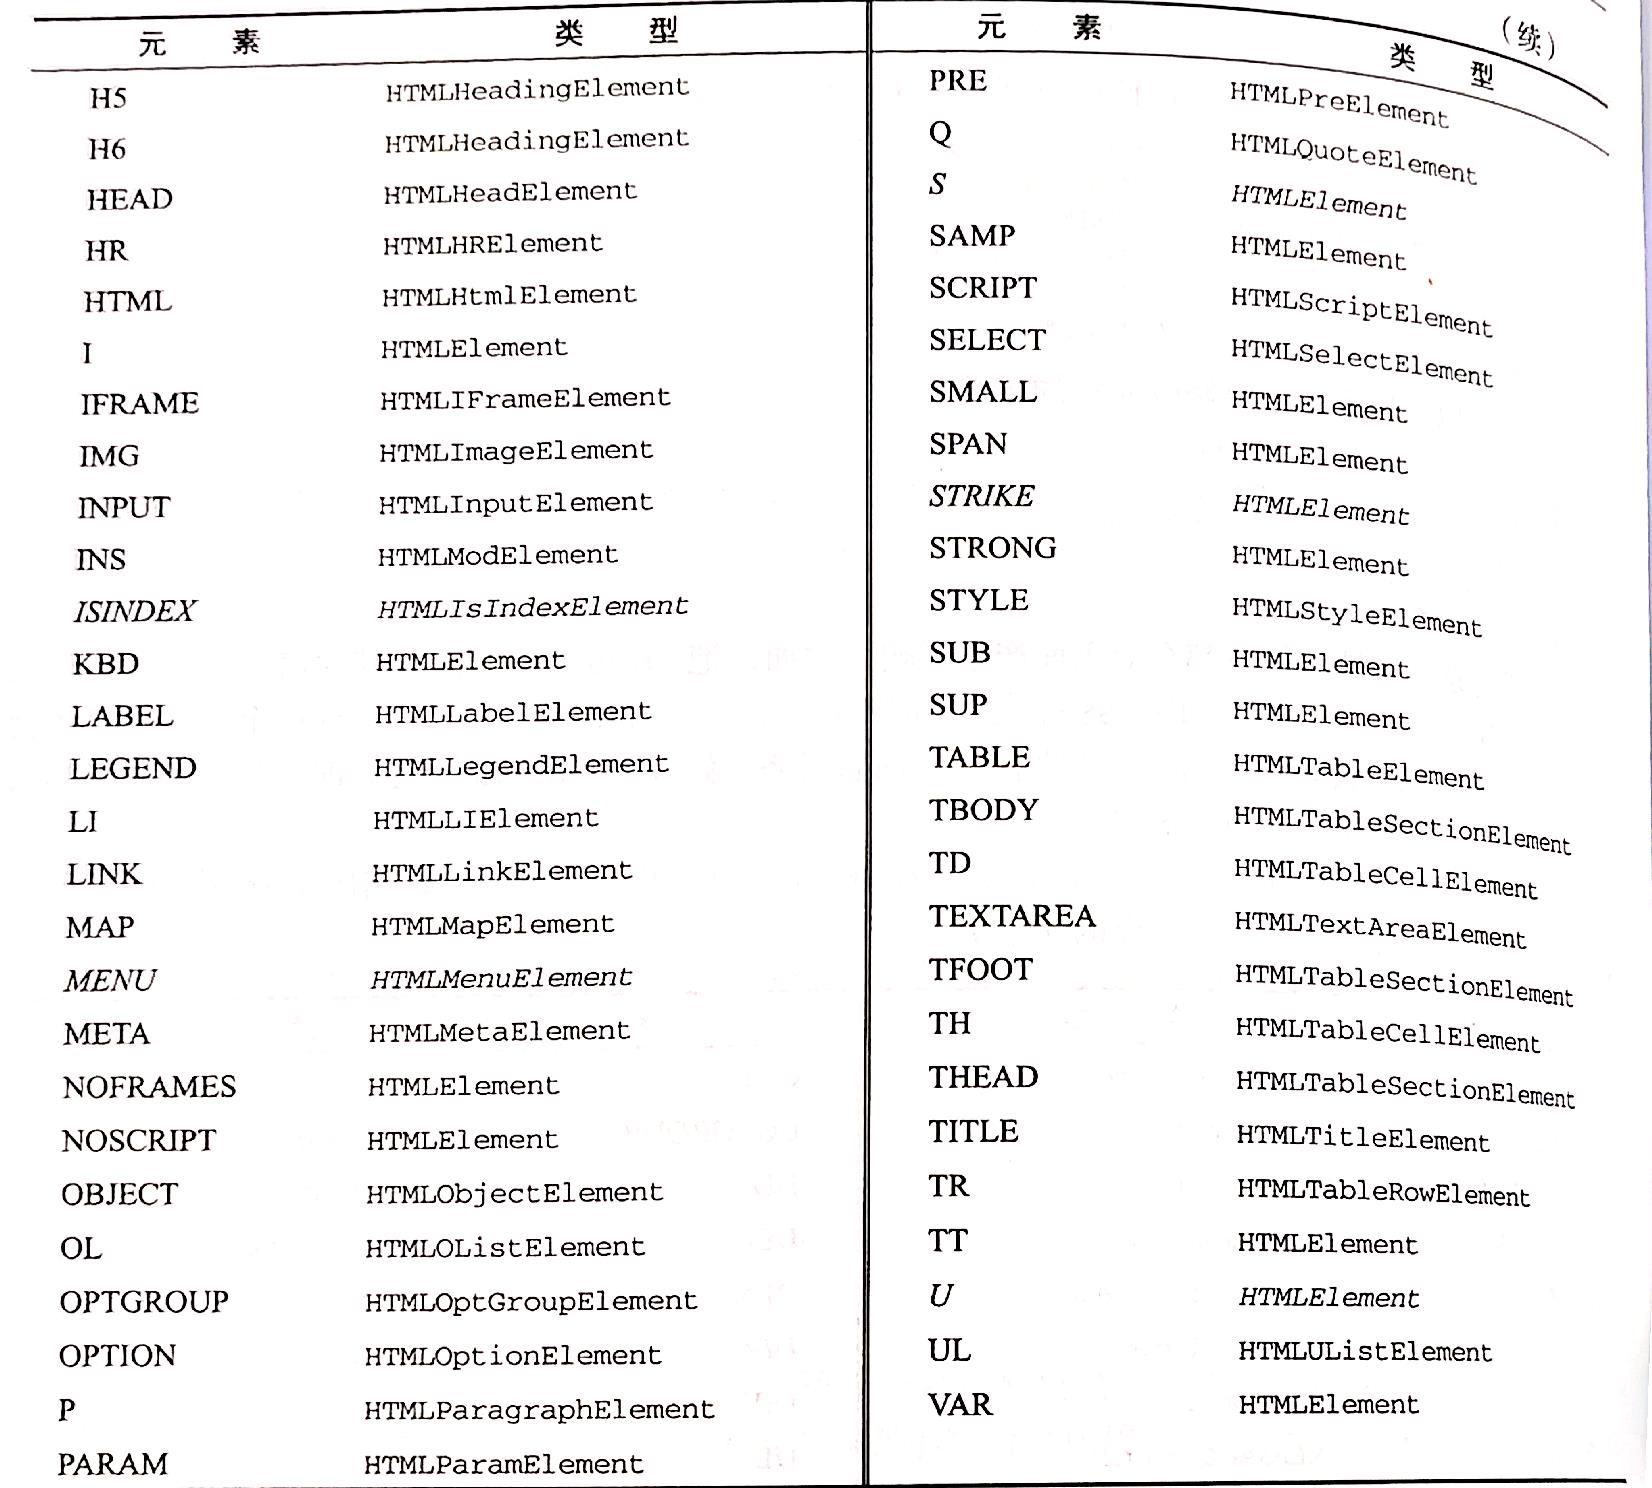 （续）
元 素 类 型
H5 HTMLHeadingElement
H6 HTMLHeadingElement
HEAD HTMLHeadElement
HR HTMLHRElement
HTML HTMLHtmlElement
I HTMLElement
IFRAME HTMLIFrameElement
IMG HTMLImageElement
INPUT HTMLInputElement
INS HTMLModElement
ISINDEX HTMLIsIndexElement
KBD HTMLElement
LABEL HTMLLabelElement
LEGEND HTMLLegendElement
LI HTMLLIElement
LINK HTMLLinkElement
MAP HTMLMapElement
MENU HTMLMenuElement
META HTMLMetaElement
NOFRAMES HTMLElement
NOSCRIPT HTMLElement
OBJECT HTMLObjectElement
OL HTMLOListElement
OPTGROUP HTMLOptGroupElement
OPTION HTMLOptionElement
P HTMLParagraphElement
PARAM HTMLParamElement
元 素 类 型
PRE HTMLPreElement
Q HTMLQuoteElement
S HTMLElement
SAMP HTMLElement
SCRIPT HTMLScriptElement
SELECT HTMLSelectElement
SMALL HTMLElement
SPAN HTMLElement
STRIKE HTMLElement
STRONG HTMLElement
STYLE HTMLStyleElement
SUB HTMLElement
SUP HTMLElement
TABLE HTMLTableElement
TBODY HTMLTableSectionElement
TD HTMLTableCellElement
TEXTAREA HTMLTextAreaElement
TFOOT HTMLTableSectionElement
TH HTMLTableCellElement
THEAD HTMLTableSectionElement
TITLE HTMLTitleElement
TR HTMLTableRowElement
TT HTMLElement
U HTMLElement
UL HTMLUListElement
VAR HTMLElement